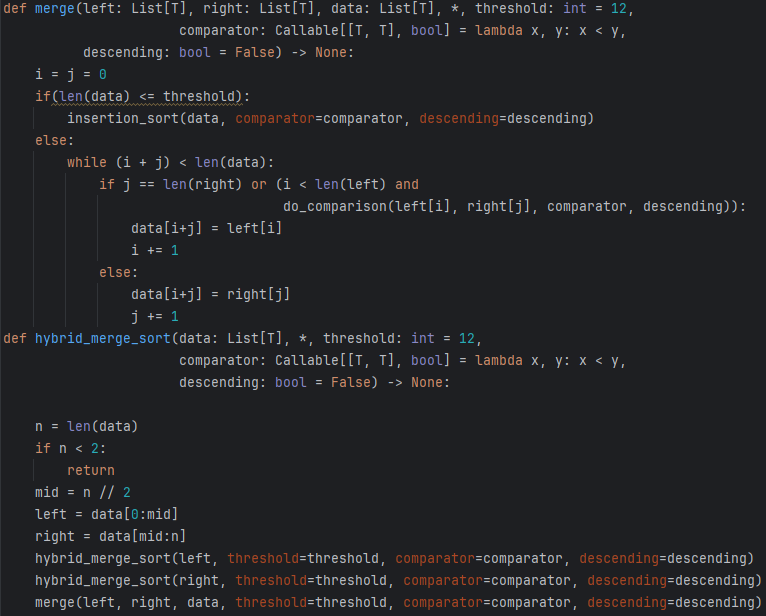 def merge(left: List[T], right: List[T], data: List[T], *, threshold: int = 12,
                      comparator: Callable[[T, T], bool] = lambda x, y: x < y,
          descending: bool = False) -> None:
    i = j = 0
    if(len(data) <= threshold):
        insertion_sort(data, comparator=comparator, descending=descending)
    else:
        while (i + j) < len(data):
            if j == len(right) or (i < len(left) and
                                   do_comparison(left[i], right[j], comparator, descending)):
                data[i+j] = left[i]
                i += 1
            else:
                data[i+j] = right[j]
                j += 1
def hybrid_merge_sort(data: List[T], *, threshold: int = 12,
                      comparator: Callable[[T, T], bool] = lambda x, y: x < y,
                      descending: bool = False) -> None:
    n = len(data)
    if n < 2:
        return
    mid = n // 2
    left = data[0:mid]
    right = data[mid:n]
    hybrid_merge_sort(left, threshold=threshold, comparator=comparator, descending=descending)
    hybrid_merge_sort(right, threshold=threshold, comparator=comparator, descending=descending)
    merge(left, right, data, threshold=threshold, comparator=comparator, descending=descending)